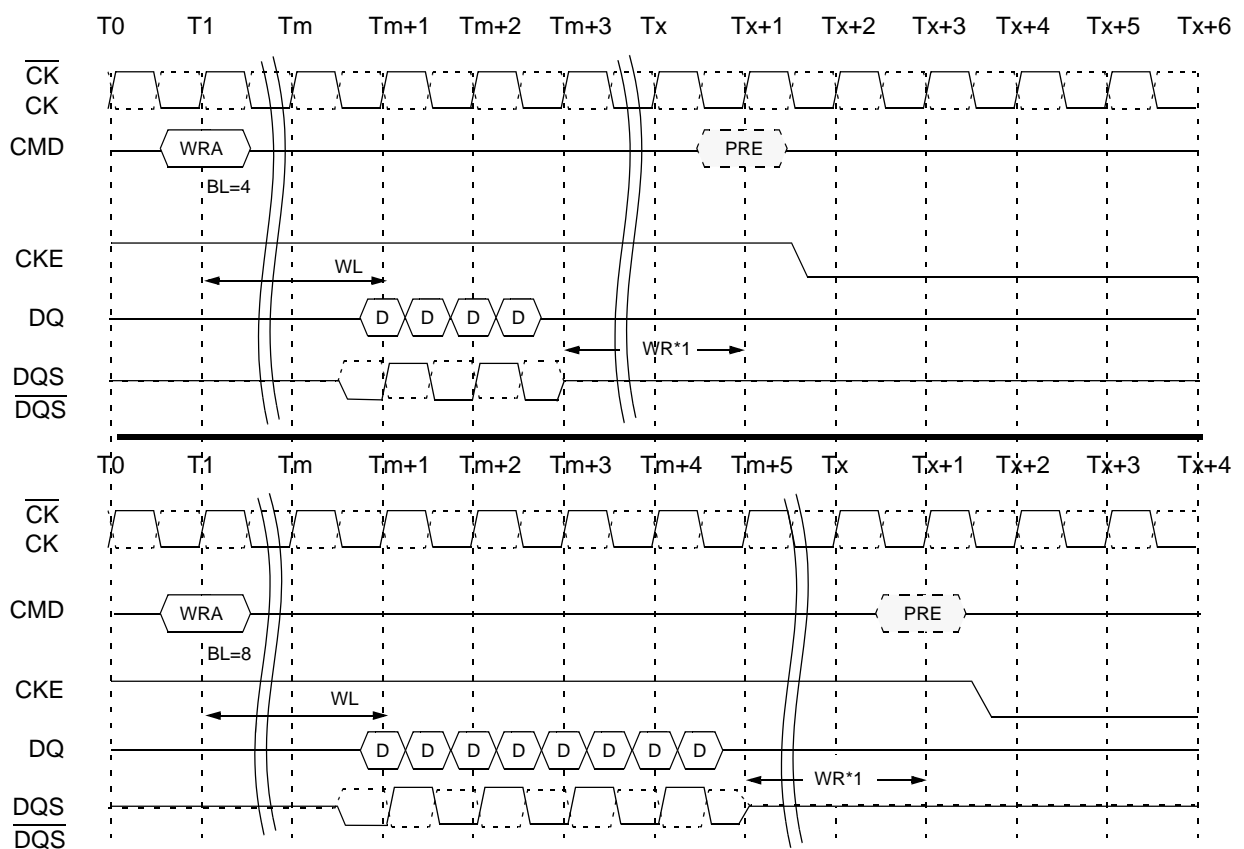 T0 T1 Tm Tm+1 Tm+2 Tm+3 Tx Tx+1 Tx+2 Tx+3 Tx+4 Tx+5 Tx+6
CK
CK
CMD WRA PRE
BL=4
CKE
WL
DQ D D D D
WR*1
DQS
DQS
T0 T1 Tm Tm+1 Tm+2 Tm+3 Tm+4 Tm+5 Tx Tx+1 Tx+2 Tx+3 Tx+4
CK
CK
CMD WRA PRE
BL=8
CKE
WL
DQ D D D D D D D D
WR*1
DQS
DQS